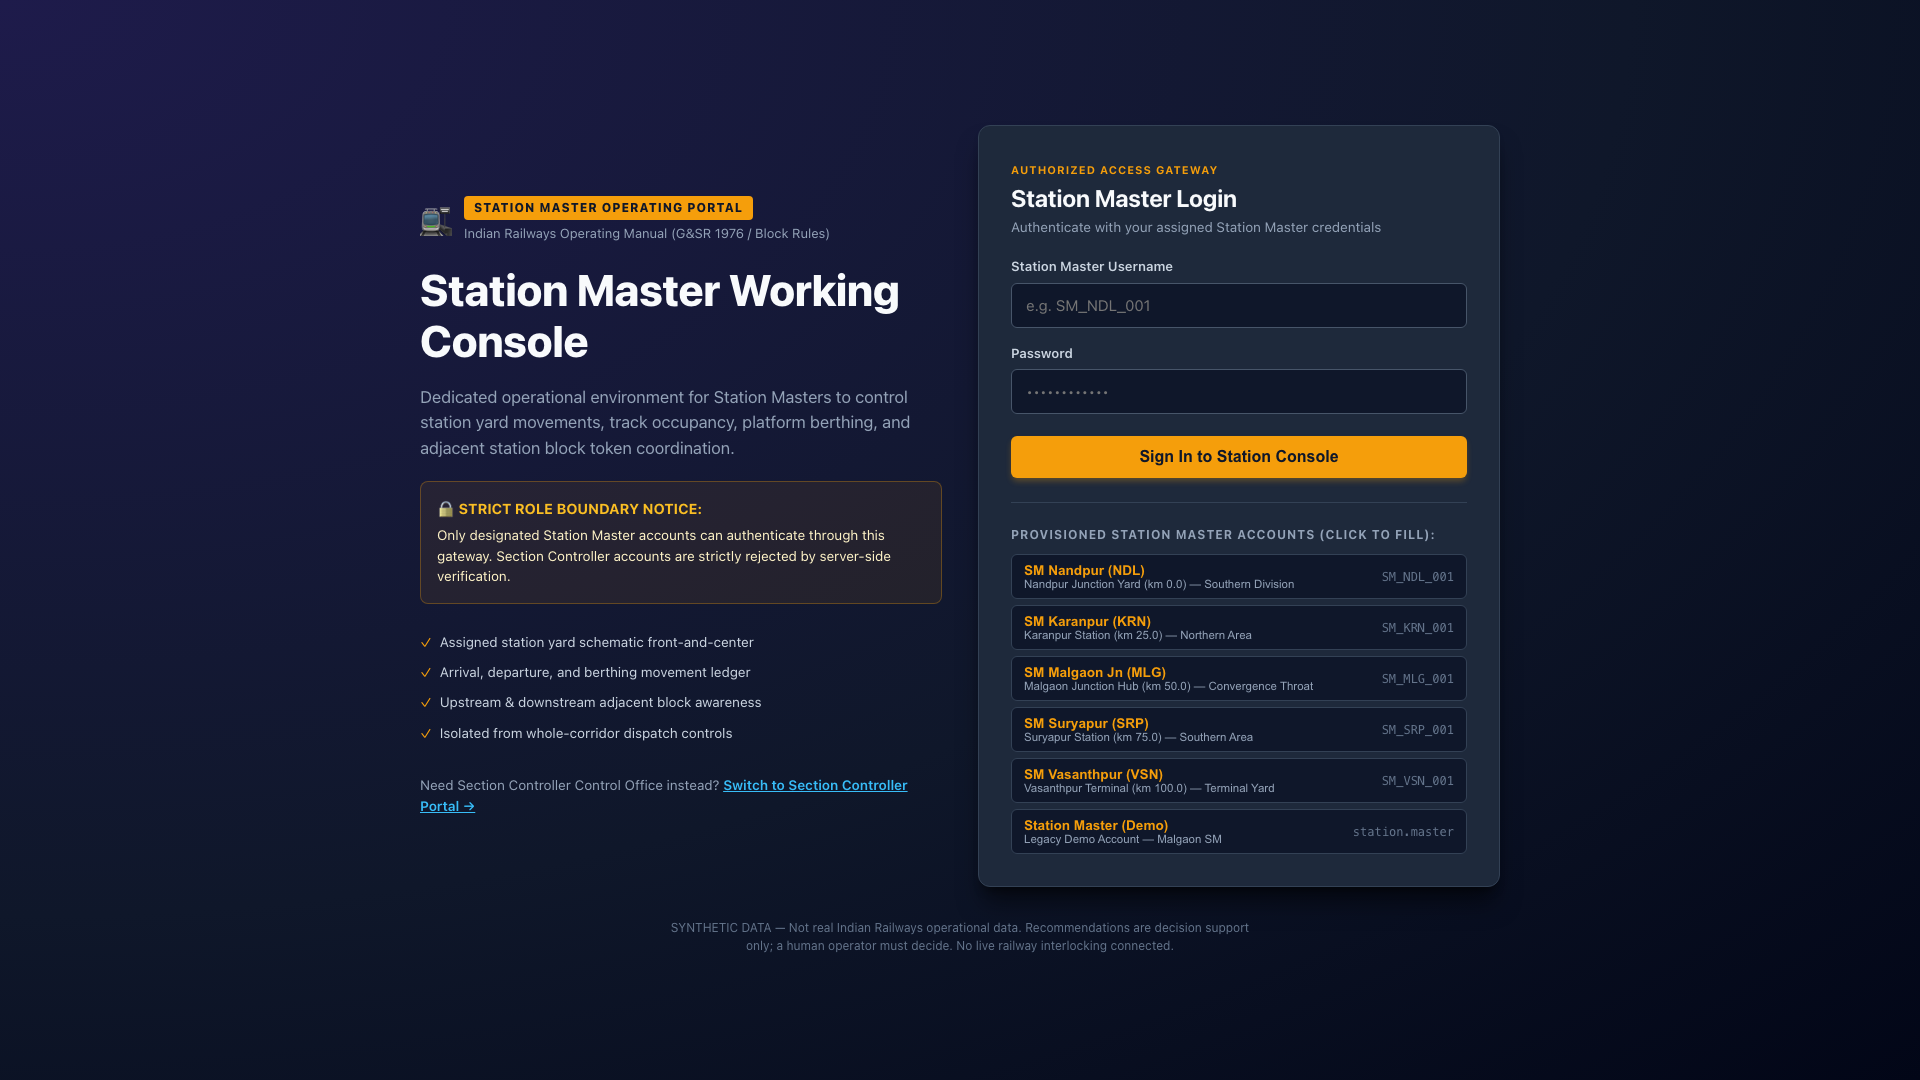 STATION MASTER OPERATING PORTAL
Indian Railways Operating Manual (G&SR 1976 / Block Rules)
Station Master Working
Console
Dedicated operational environment for Station Masters to control
station yard movements, track occupancy, platform berthing, and
adjacent station block token coordination.
🔒 STRICT ROLE BOUNDARY NOTICE:
Only designated Station Master accounts can authenticate through this
gateway. Section Controller accounts are strictly rejected by server-side
verification.
✓ Assigned station yard schematic front-and-center
✓ Arrival, departure, and berthing movement ledger
✓ Upstream & downstream adjacent block awareness
✓ Isolated from whole-corridor dispatch controls
Need Section Controller Control Office instead? Switch to Section Controller
Portal →
AUTHORIZED ACCESS GATEWAY
Station Master Login
Authenticate with your assigned Station Master credentials
Station Master Username
e.g. SM_NDL_001
Password
••••••••••••
Sign In to Station Console
PROVISIONED STATION MASTER ACCOUNTS (CLICK TO FILL):
SM Nandpur (NDL)
Nandpur Junction Yard (km 0.0) — Southern Division
SM_NDL_001
SM Karanpur (KRN)
Karanpur Station (km 25.0) — Northern Area
SM_KRN_001
SM Malgaon Jn (MLG)
Malgaon Junction Hub (km 50.0) — Convergence Throat
SM_MLG_001
SM Suryapur (SRP)
Suryapur Station (km 75.0) — Southern Area
SM_SRP_001
SM Vasanthpur (VSN)
Vasanthpur Terminal (km 100.0) — Terminal Yard
SM_VSN_001
Station Master (Demo)
Legacy Demo Account — Malgaon SM
station.master
SYNTHETIC DATA — Not real Indian Railways operational data. Recommendations are decision support
only; a human operator must decide. No live railway interlocking connected.